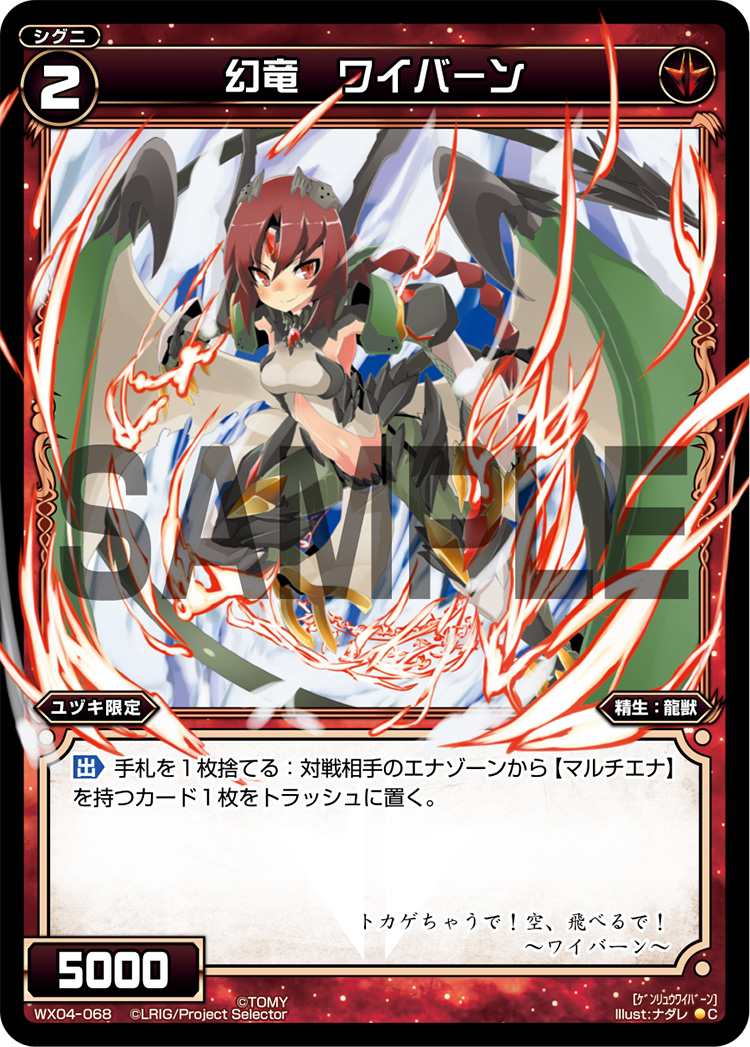 シグニ
2
幻竜　ワイバーン
SAMPLE
ユヅキ限定
精生：龍獣
出 手札を１枚捨てる：対戦相手のエナゾーンから【マルチエナ】
を持つカード１枚をトラッシュに置く。
トカゲちゃうで！空、飛べるで！
～ワイバーン～
5000
©TOMY
[ｹﾞﾝﾘｭｳﾜｲﾊﾞｰﾝ]
WX04-068 ©LRIG/Project Selector
Illust:ナダレ ●C